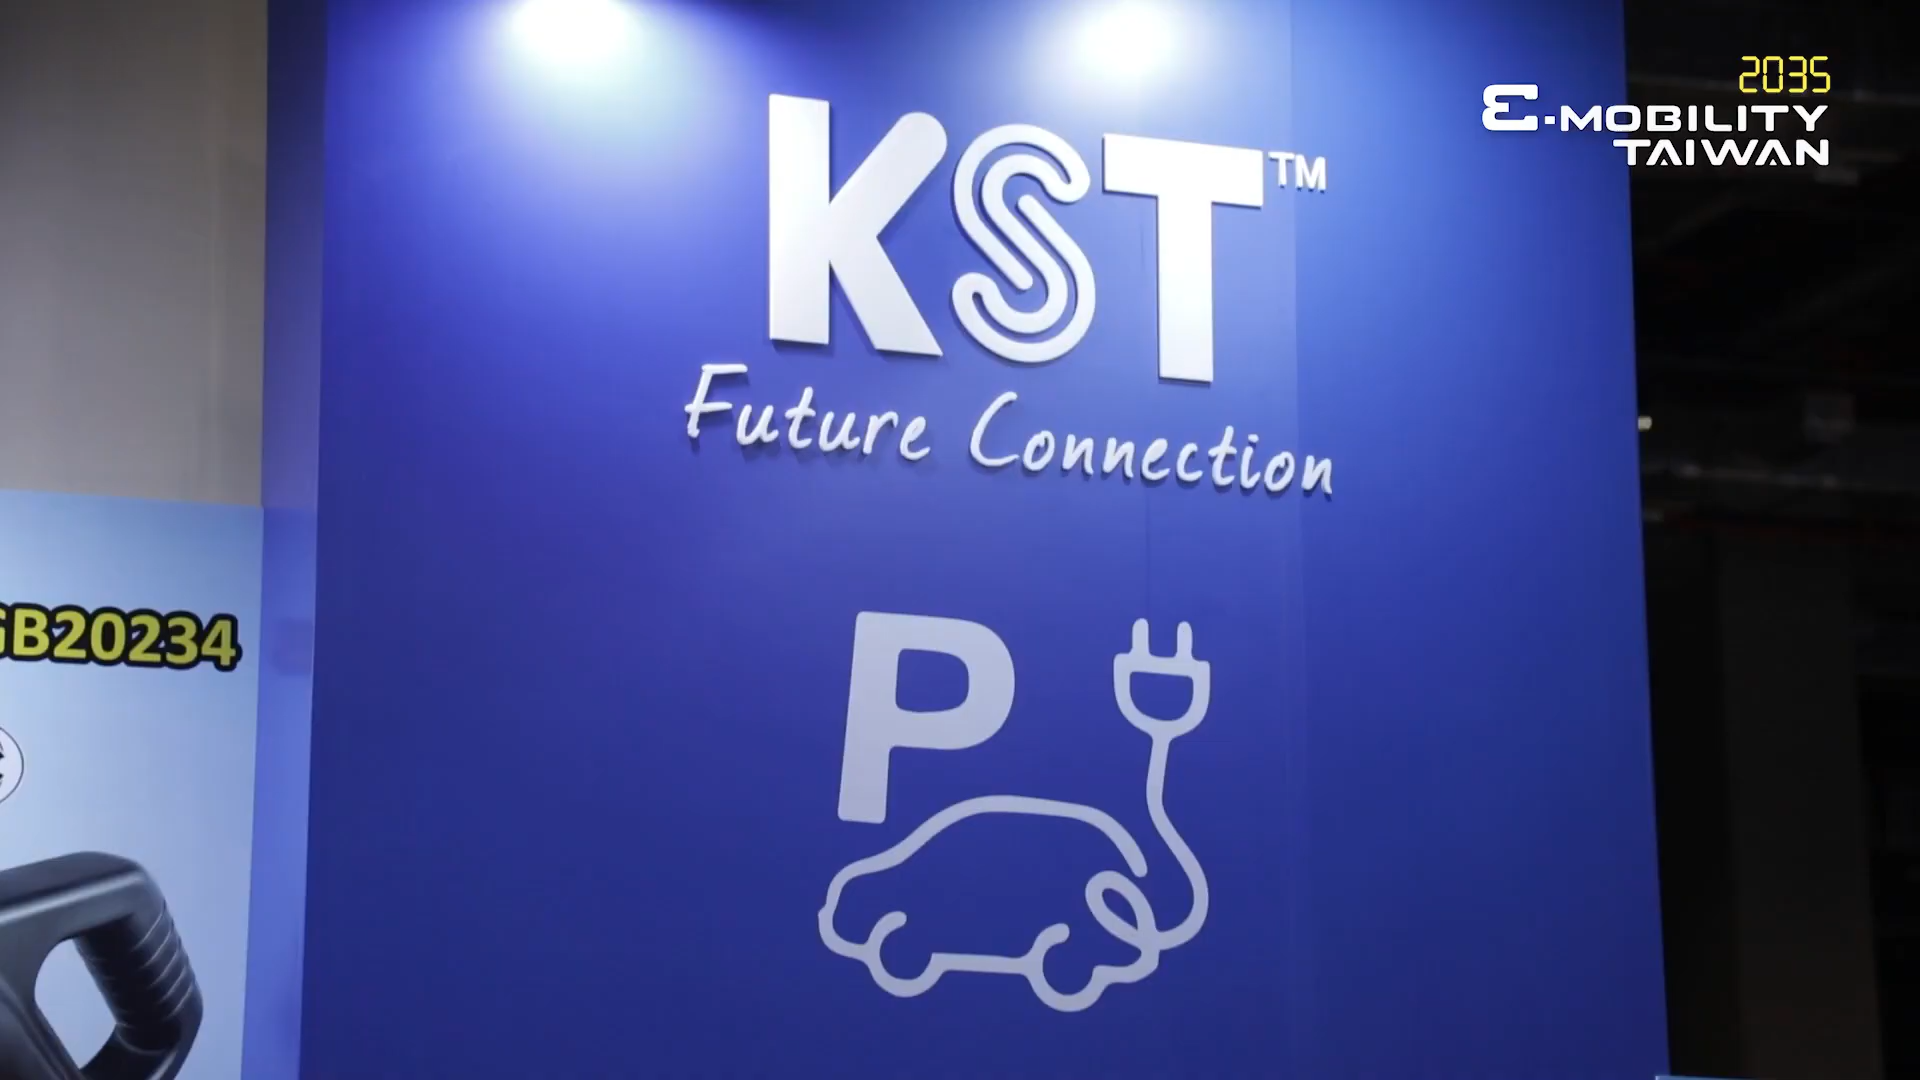 2035
E-MOBILITY
TAIWAN
KST™
Future Connection
GB20234
P